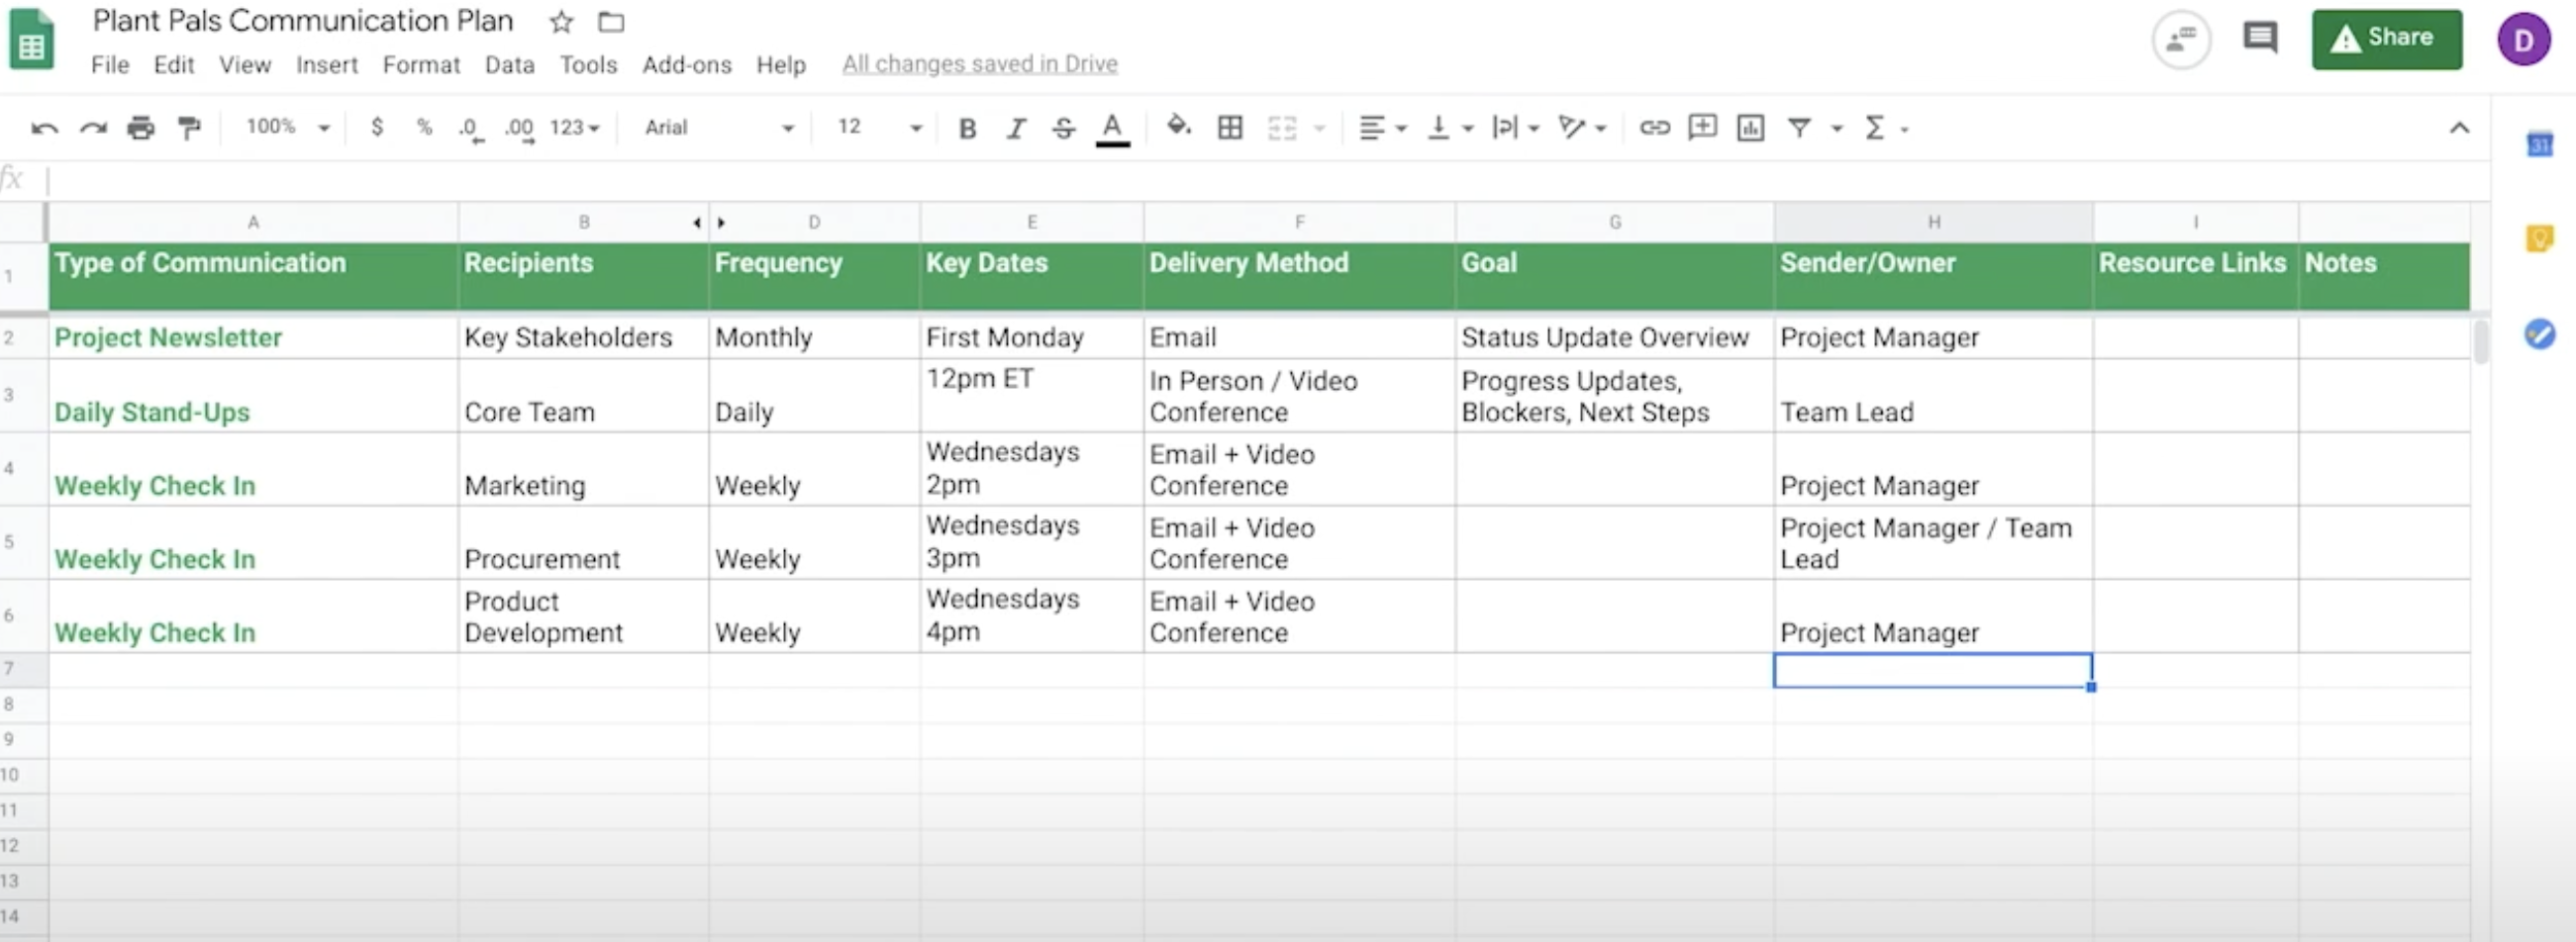 Plant Pals Communication Plan
File Edit View Insert Format Data Tools Add-ons Help All changes saved in Drive
Share
D
100% $ % .0 .00 123 Arial 12 B I S A Σ
31
fx
A B D E F G H I
1 Type of Communication Recipients Frequency Key Dates Delivery Method Goal Sender/Owner Resource Links Notes
2 Project Newsletter Key Stakeholders Monthly First Monday Email Status Update Overview Project Manager
3 Daily Stand-Ups Core Team Daily 12pm ET In Person / Video Conference Progress Updates, Blockers, Next Steps Team Lead
4 Weekly Check In Marketing Weekly Wednesdays 2pm Email + Video Conference Project Manager
5 Weekly Check In Procurement Weekly Wednesdays 3pm Email + Video Conference Project Manager / Team Lead
6 Weekly Check In Product Development Weekly Wednesdays 4pm Email + Video Conference Project Manager
7
8
9
10
11
12
13
14